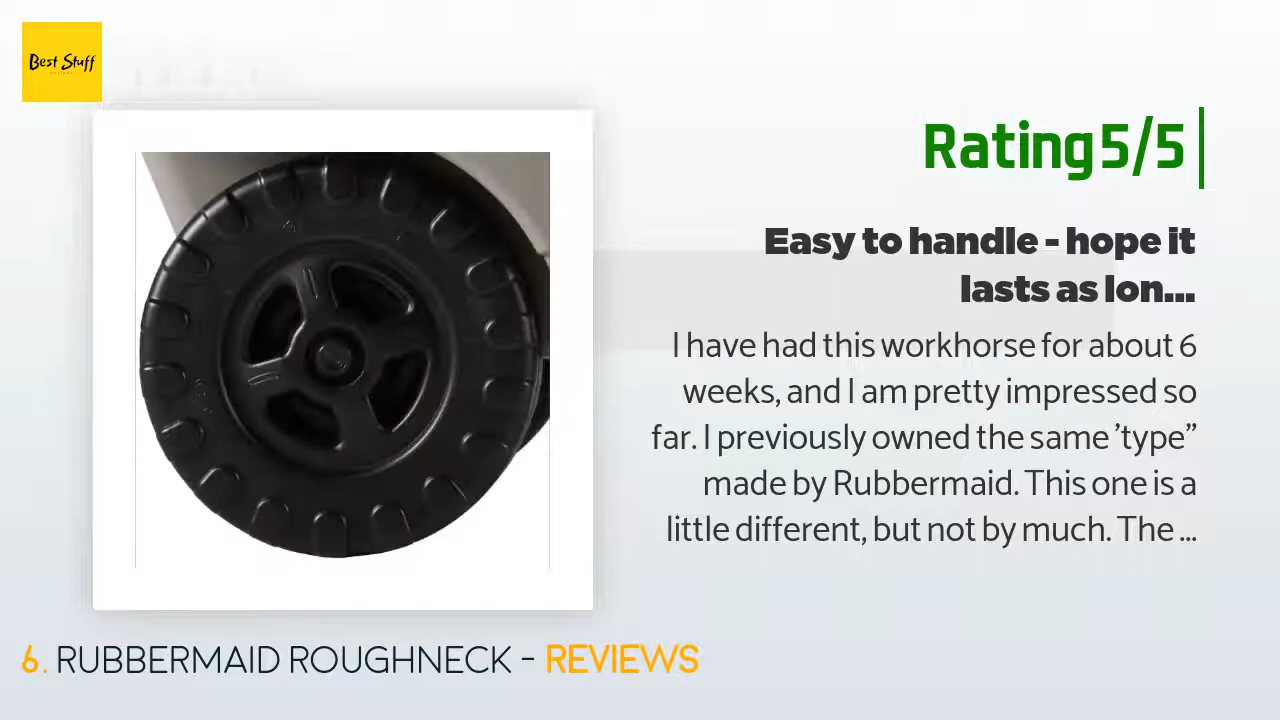 Best Stuff
Rating 5/5
Easy to handle - hope it
lasts as lon...
I have had this workhorse for about 6
weeks, and I am pretty impressed so
far. I previously owned the same 'type"
made by Rubbermaid. This one is a
little different, but not by much. The ...
6. RUBBERMAID ROUGHNECK - REVIEWS